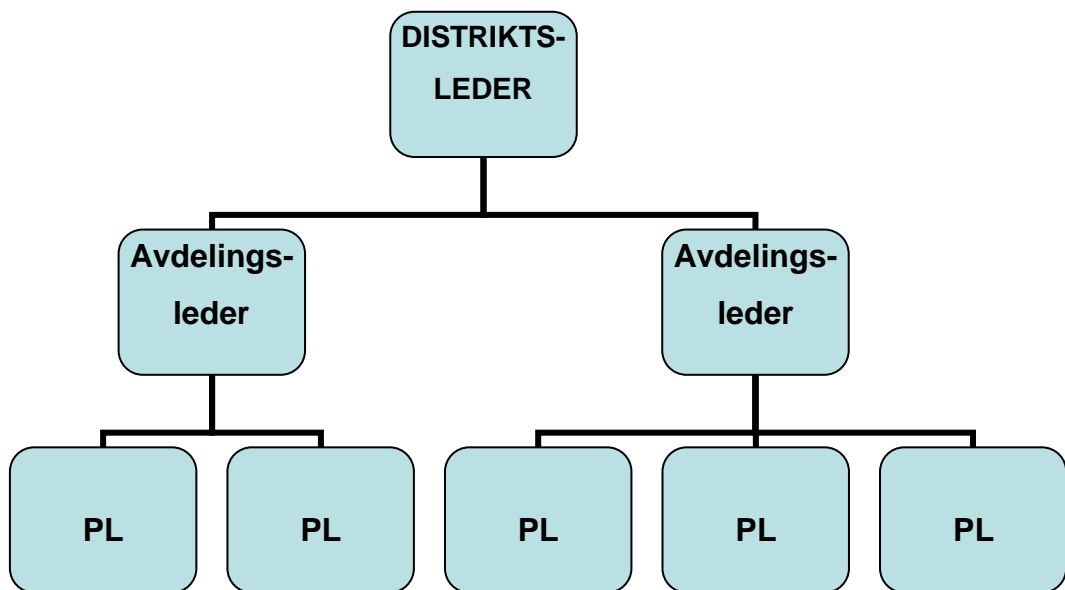 DISTRIKTS-
LEDER
Avdelings-
leder
Avdelings-
leder
PL
PL
PL
PL
PL